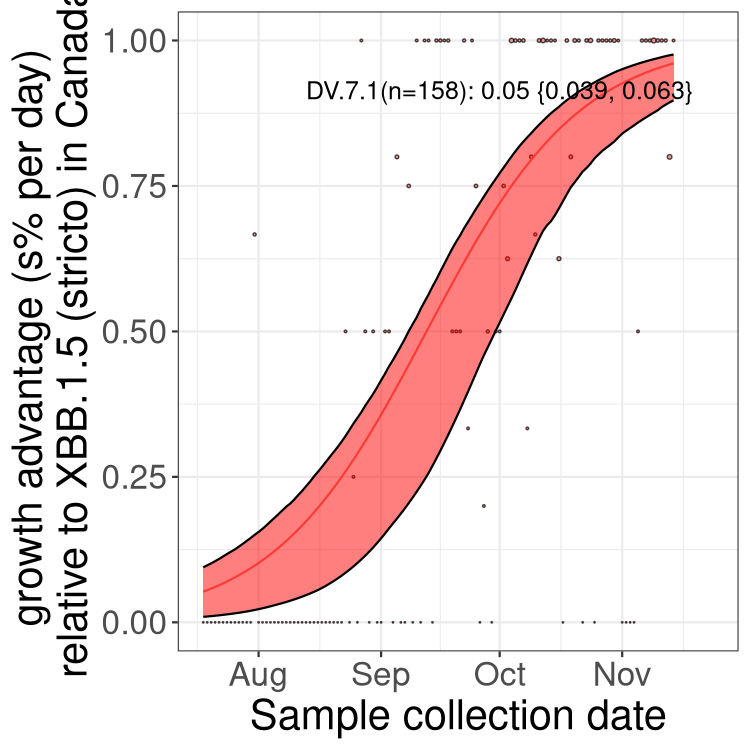 growth advantage (s% per day)
relative to XBB.1.5 (stricto) in Canada
1.00
0.75
0.50
0.25
0.00
DV.7.1(n=158): 0.05 {0.039, 0.063}
Aug Sep Oct Nov
Sample collection date